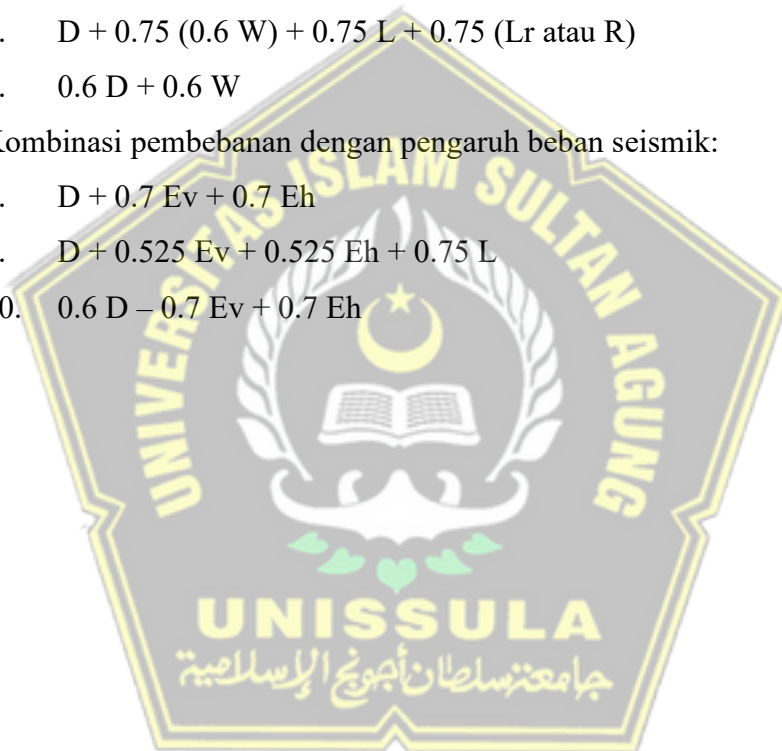 . D + 0.75 (0.6 W) + 0.75 L + 0.75 (Lr atau R)
. 0.6 D + 0.6 W
Kombinasi pembebanan dengan pengaruh beban seismik:
. D + 0.7 Ev + 0.7 Eh
. D + 0.525 Ev + 0.525 Eh + 0.75 L
0. 0.6 D – 0.7 Ev + 0.7 Eh
UNIVERSITAS ISLAM SULTAN AGUNG
UNISSULA
جامعة سلطان أجونج الإسلامية